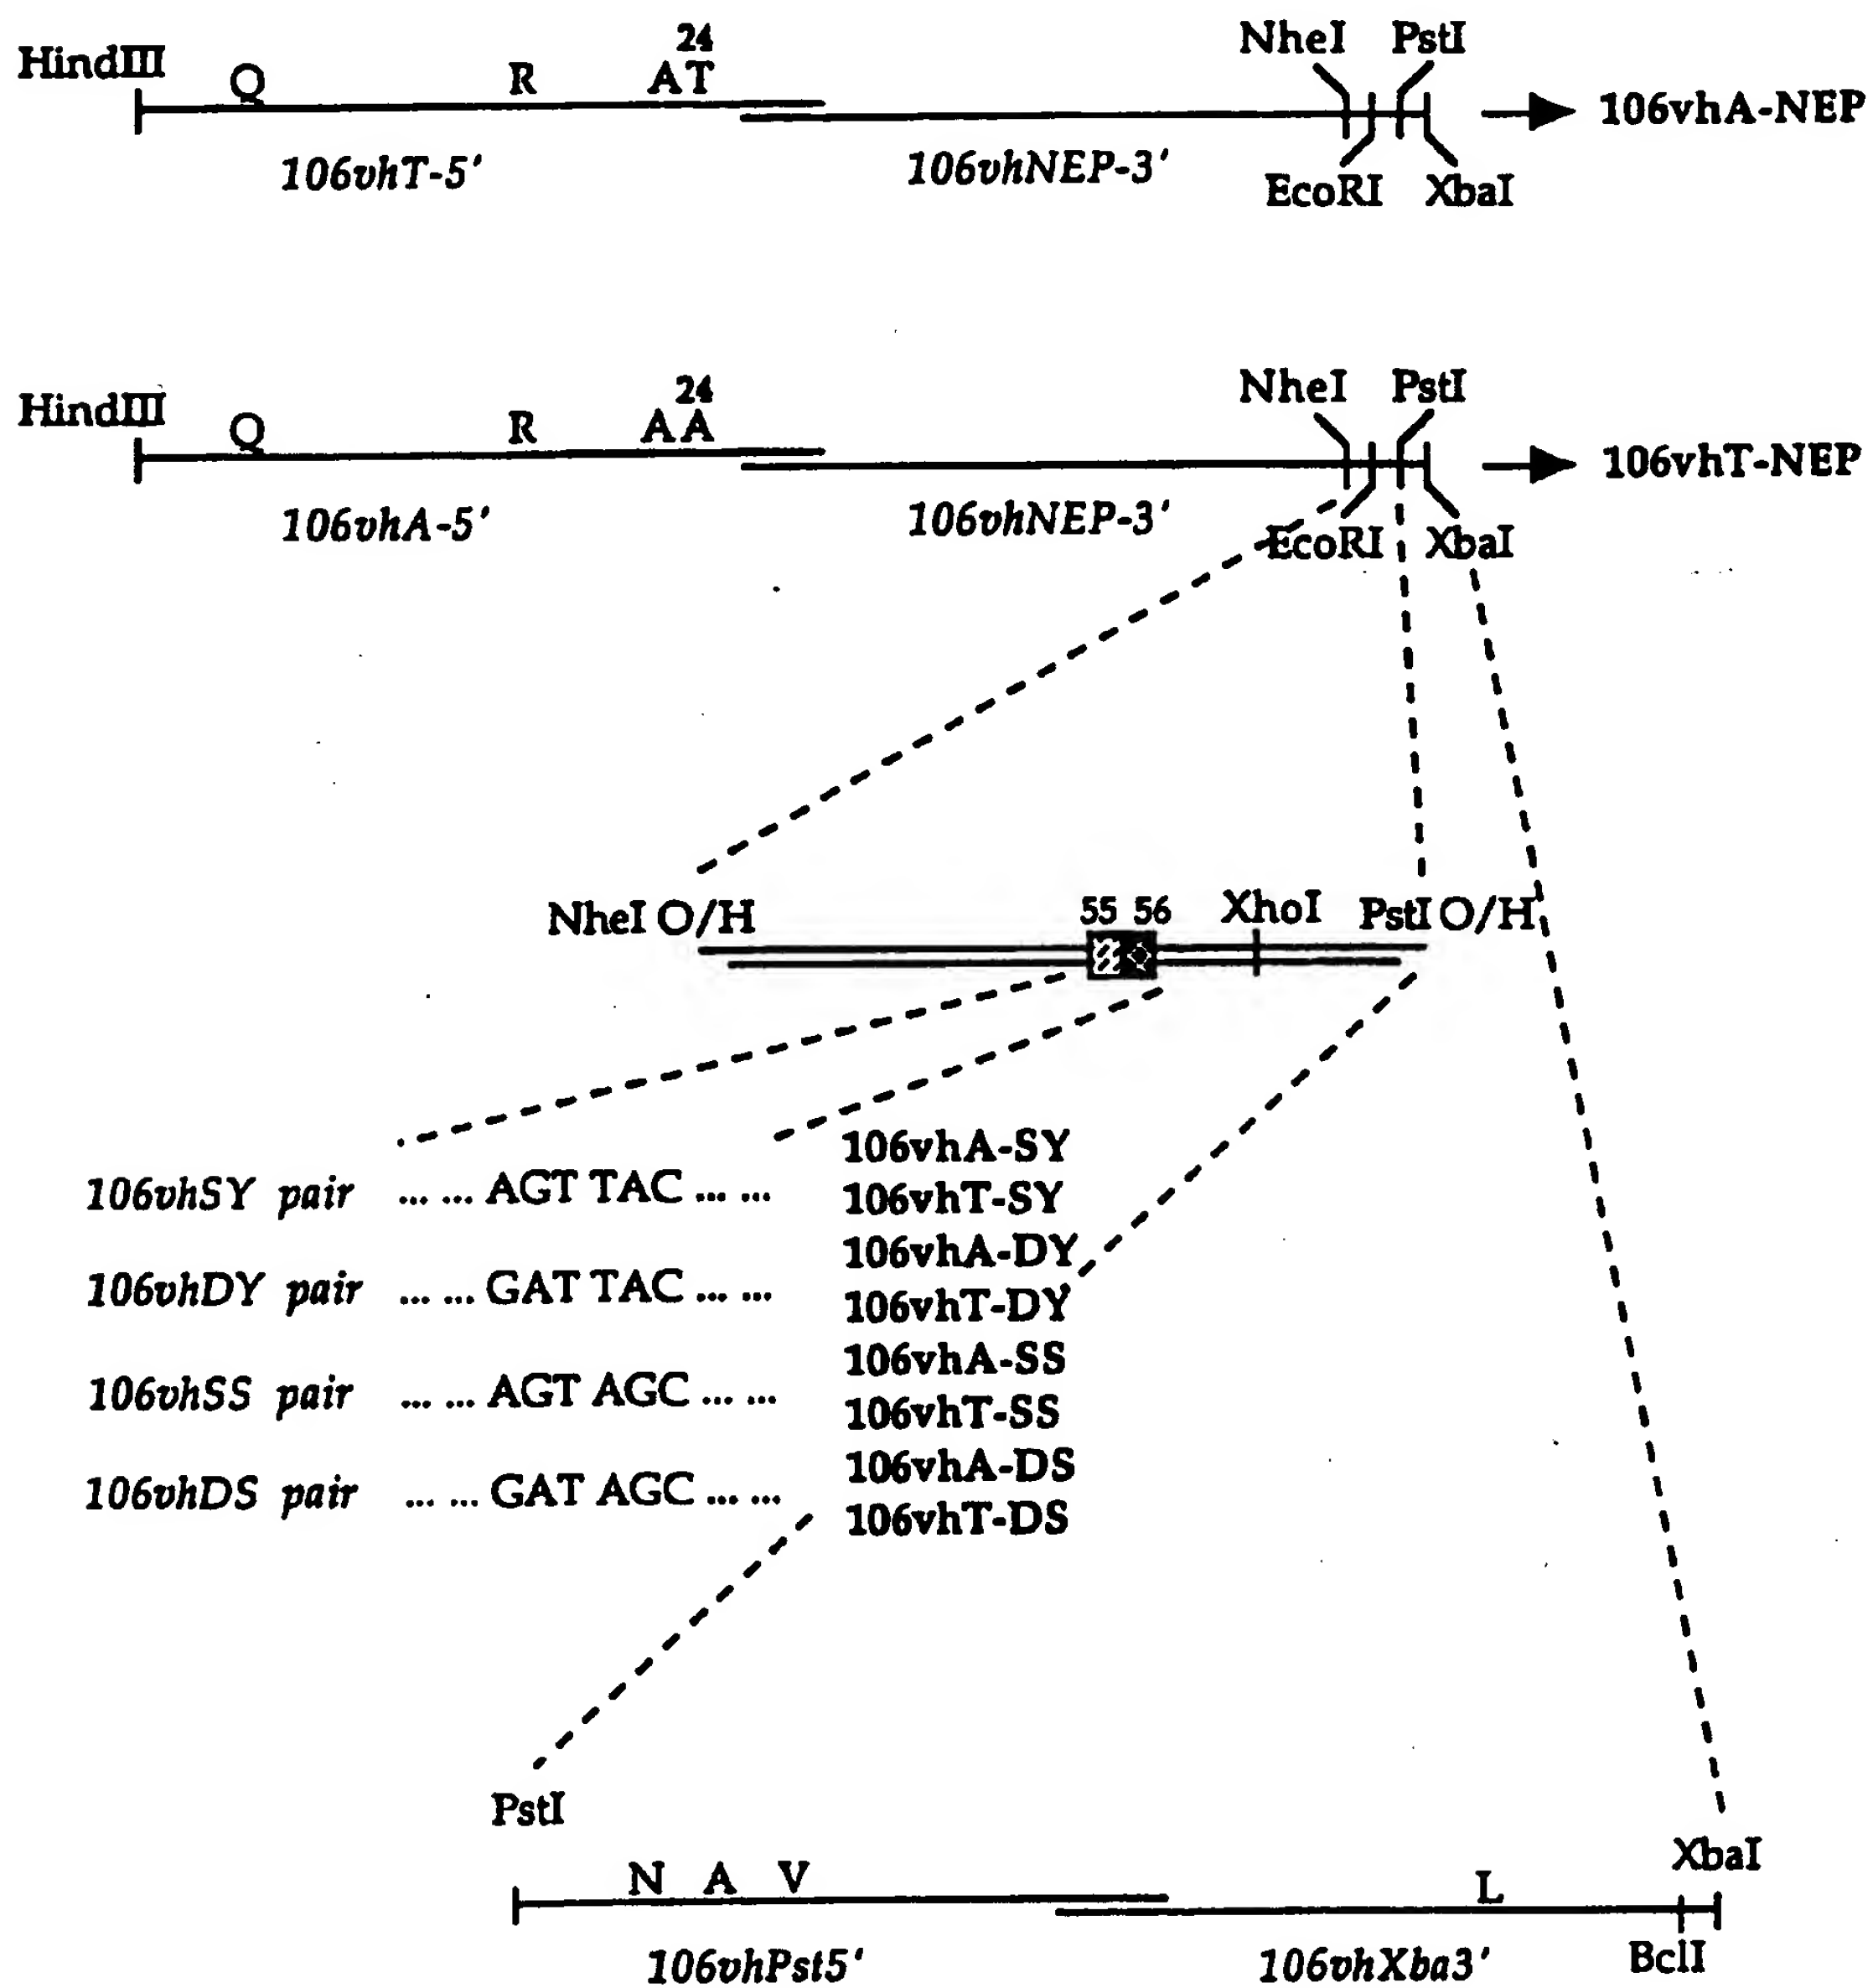 24
HindIII Q R AT NheI PstI
106vhA-NEP
106vhT-5' 106vhNEP-3' EcoRI XbaI
24
HindIII Q R AA NheI PstI
106vhT-NEP
106vhA-5' 106vhNEP-3' EcoRI XbaI
NheI O/H 55 56 XhoI PstI O/H
106vhA-SY
106vhSY pair ... ... AGT TAC ... ... 106vhT-SY
106vhA-DY
106vhDY pair ... ... GAT TAC ... ... 106vhT-DY
106vhA-SS
106vhSS pair ... ... AGT AGC ... ... 106vhT-SS
106vhA-DS
106vhDS pair ... ... GAT AGC ... ... 106vhT-DS
PstI
XbaI
N A V L
106vhPst5' 106vhXba3' BclI